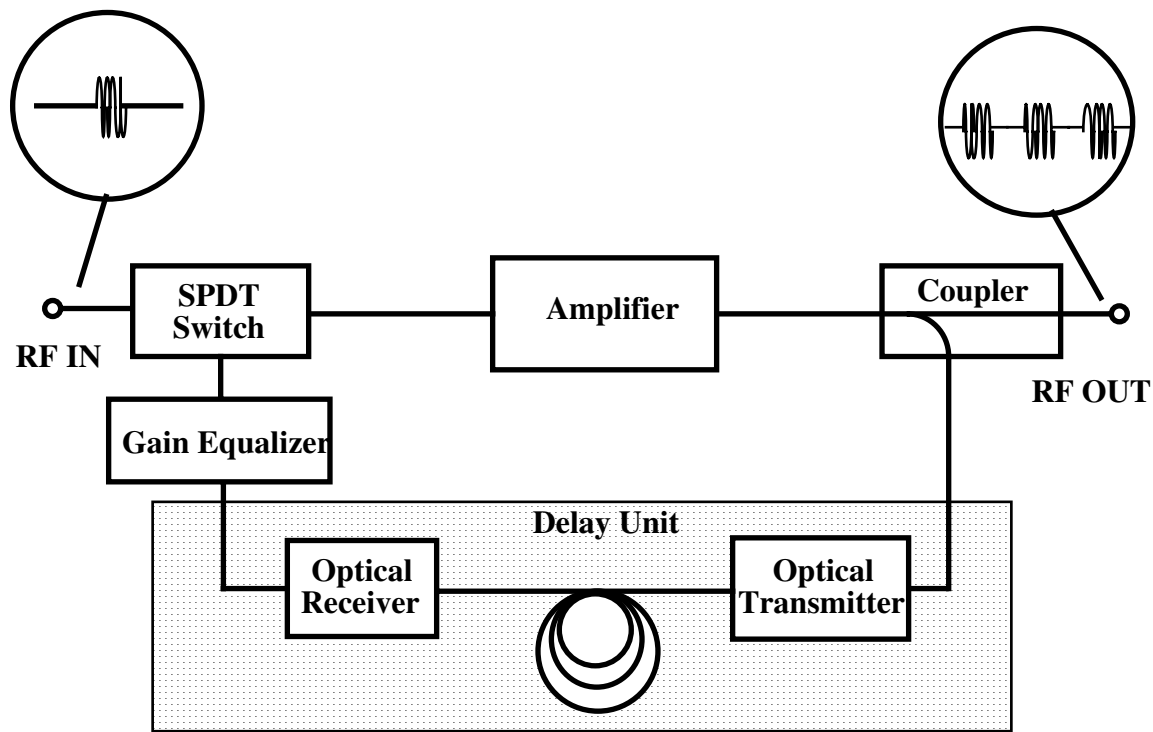 SPDT
Switch
Amplifier
Coupler
RF IN
RF OUT
Gain Equalizer
Delay Unit
Optical
Receiver
Optical
Transmitter